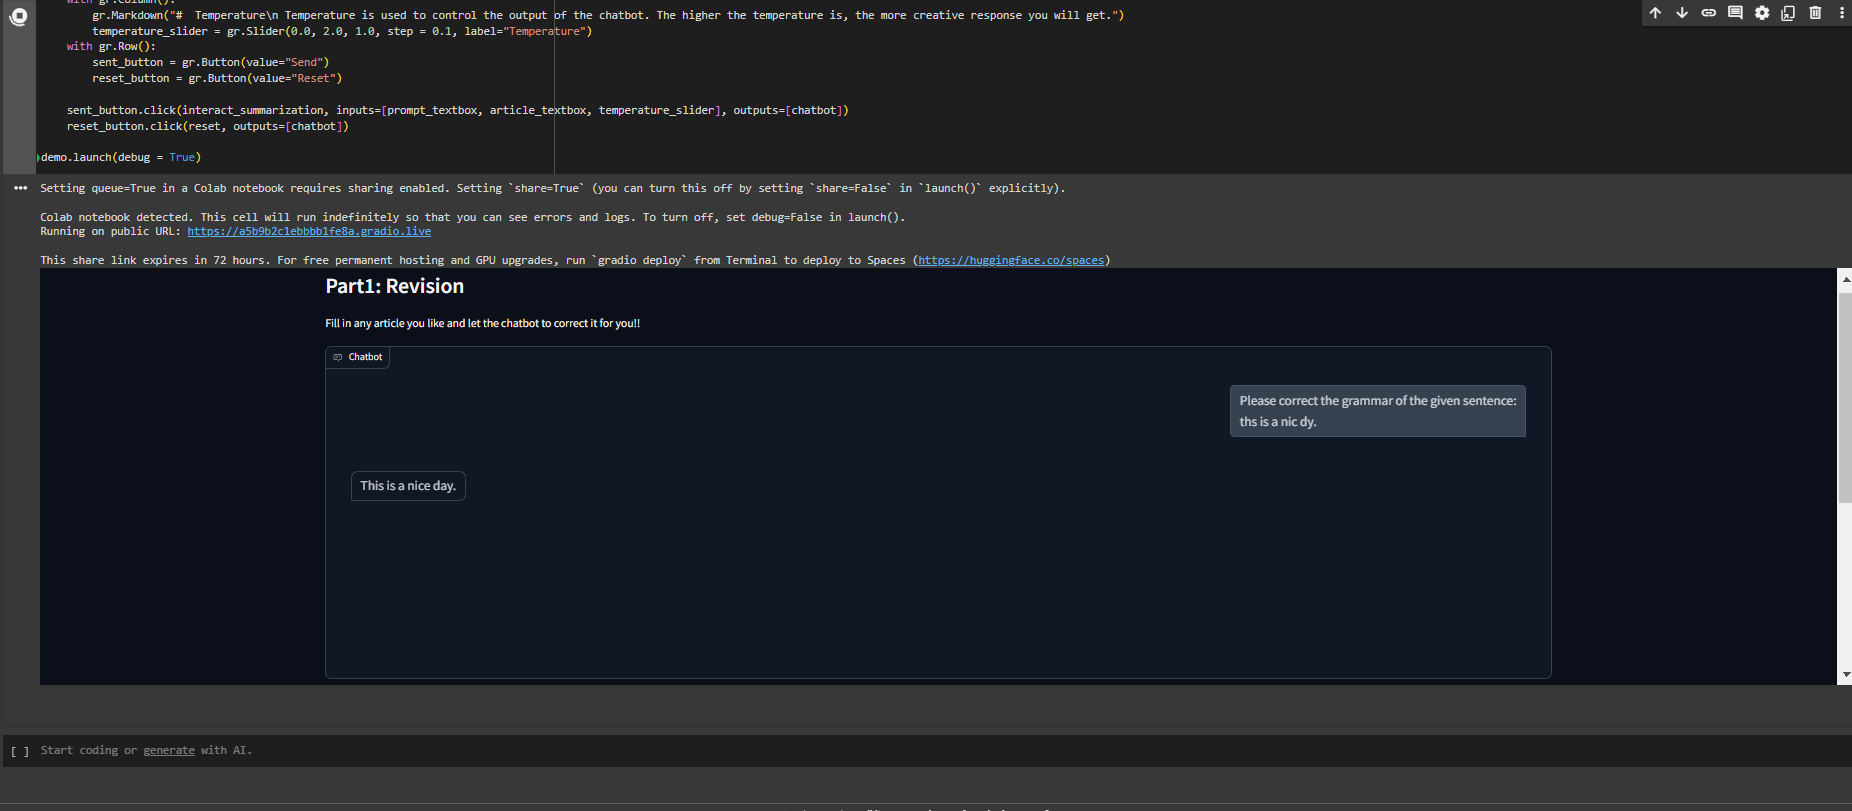 with gr.Column():
gr.Markdown("#  Temperature\n Temperature is used to control the output of the chatbot. The higher the temperature is, the more creative response you will get.")
temperature_slider = gr.Slider(0.0, 2.0, 1.0, step = 0.1, label="Temperature")
with gr.Row():
sent_button = gr.Button(value="Send")
reset_button = gr.Button(value="Reset")
sent_button.click(interact_summarization, inputs=[prompt_textbox, article_textbox, temperature_slider], outputs=[chatbot])
reset_button.click(reset, outputs=[chatbot])
demo.launch(debug = True)
Setting queue=True in a Colab notebook requires sharing enabled. Setting `share=True` (you can turn this off by setting `share=False` in `launch()` explicitly).
Colab notebook detected. This cell will run indefinitely so that you can see errors and logs. To turn off, set debug=False in launch().
Running on public URL: https://a5b9b2c1ebbbb1fe8a.gradio.live
This share link expires in 72 hours. For free permanent hosting and GPU upgrades, run `gradio deploy` from Terminal to deploy to Spaces (https://huggingface.co/spaces)
Part1: Revision
Fill in any article you like and let the chatbot to correct it for you!!
Chatbot
Please correct the grammar of the given sentence:
ths is a nic dy.
This is a nice day.
[ ] Start coding or generate with AI.